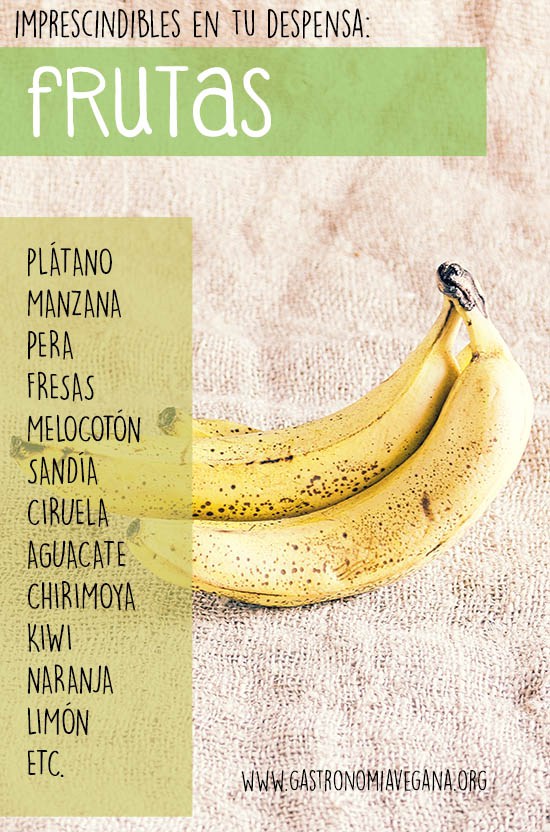 IMPRESCINDIBLES EN TU DESPENSA:
FRUTAS
PLÁTANO
MANZANA
PERA
FRESAS
MELOCOTÓN
SANDÍA
CIRUELA
AGUACATE
CHIRIMOYA
KIWI
NARANJA
LIMÓN
ETC.
WWW.GASTRONOMIAVEGANA.ORG